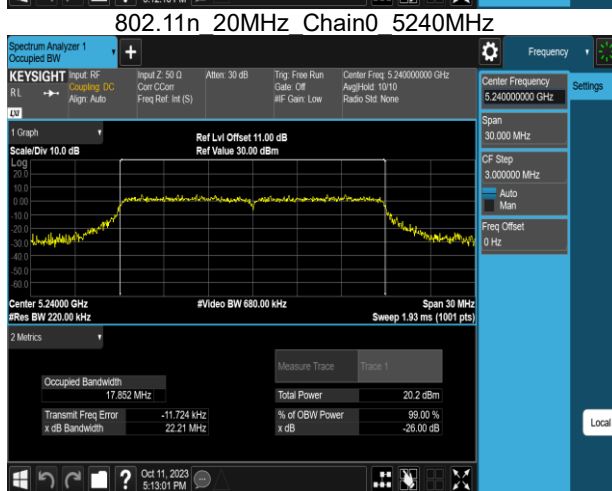 802.11n_20MHz_Chain0_5240MHz
Spectrum Analyzer 1
Occupied BW
+
Frequency
KEYSIGHT
RL
Input: RF
Coupling: DC
Align: Auto
Input Z: 50 Ω
Corr CCorr
Freq Ref: Int (S)
Atten: 30 dB
Trig: Free Run
Gate: Off
#IF Gain: Low
Center Freq: 5.240000000 GHz
Avg|Hold: 10/10
Radio Std: None
LXI
Center Frequency
5.240000000 GHz
Settings
Span
30.000 MHz
CF Step
3.000000 MHz
Auto
Man
Freq Offset
0 Hz
1 Graph
Scale/Div 10.0 dB
Ref Lvl Offset 11.00 dB
Ref Value 30.00 dBm
Log
20.0
10.0
0.00
-10.0
-20.0
-30.0
-40.0
-50.0
-60.0
Center 5.24000 GHz
#Res BW 220.00 kHz
#Video BW 680.00 kHz
Span 30 MHz
Sweep 1.93 ms (1001 pts)
2 Metrics
Measure Trace
Trace 1
Occupied Bandwidth
17.852 MHz
Total Power
20.2 dBm
Transmit Freq Error
-11.724 kHz
% of OBW Power
99.00 %
x dB Bandwidth
22.21 MHz
x dB
-26.00 dB
Local
?
Oct 11, 2023
5:13:01 PM